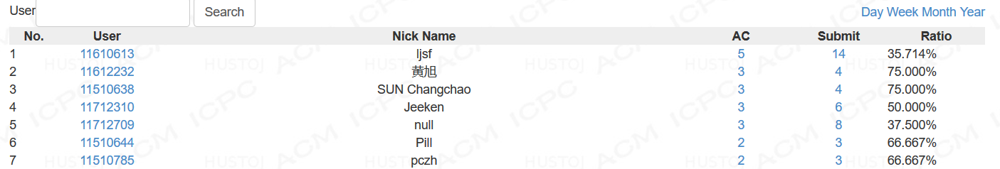 User Search Day Week Month Year
No. User Nick Name AC Submit Ratio
1 11610613 ljsf 5 14 35.714%
2 11612232 黄旭 3 4 75.000%
3 11510638 SUN Changchao 3 4 75.000%
4 11712310 Jeeken 3 6 50.000%
5 11712709 null 3 8 37.500%
6 11510644 Pill 2 3 66.667%
7 11510785 pczh 2 3 66.667%
HUSTOJ ACM ICPC